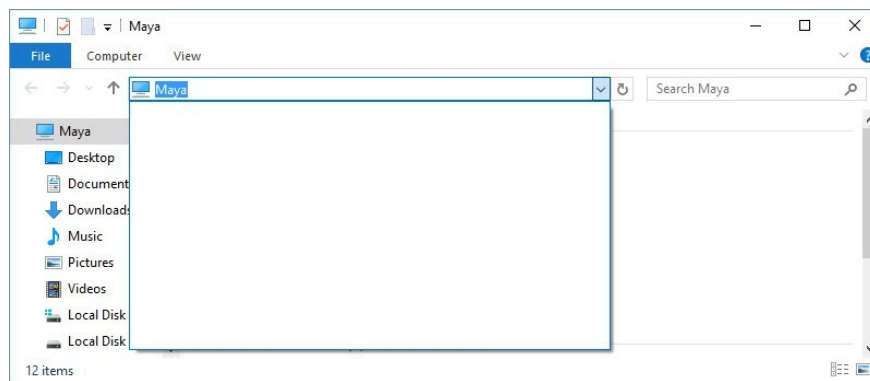 Maya
File Computer View
Maya Search Maya
Maya
Desktop
Document
Downloads
Music
Pictures
Videos
Local Disk
Local Disk
12 items